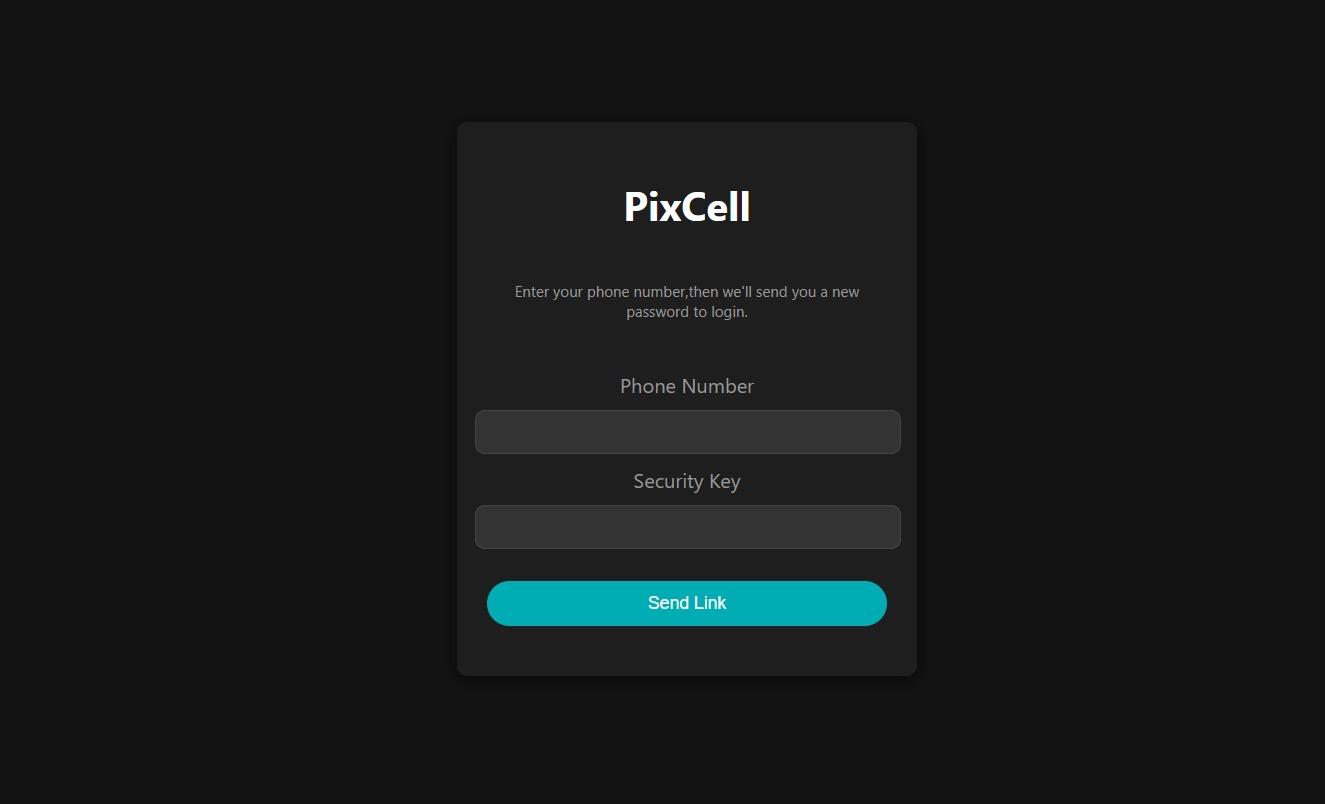 PixCell
Enter your phone number,then we'll send you a new
password to login.
Phone Number
Security Key
Send Link